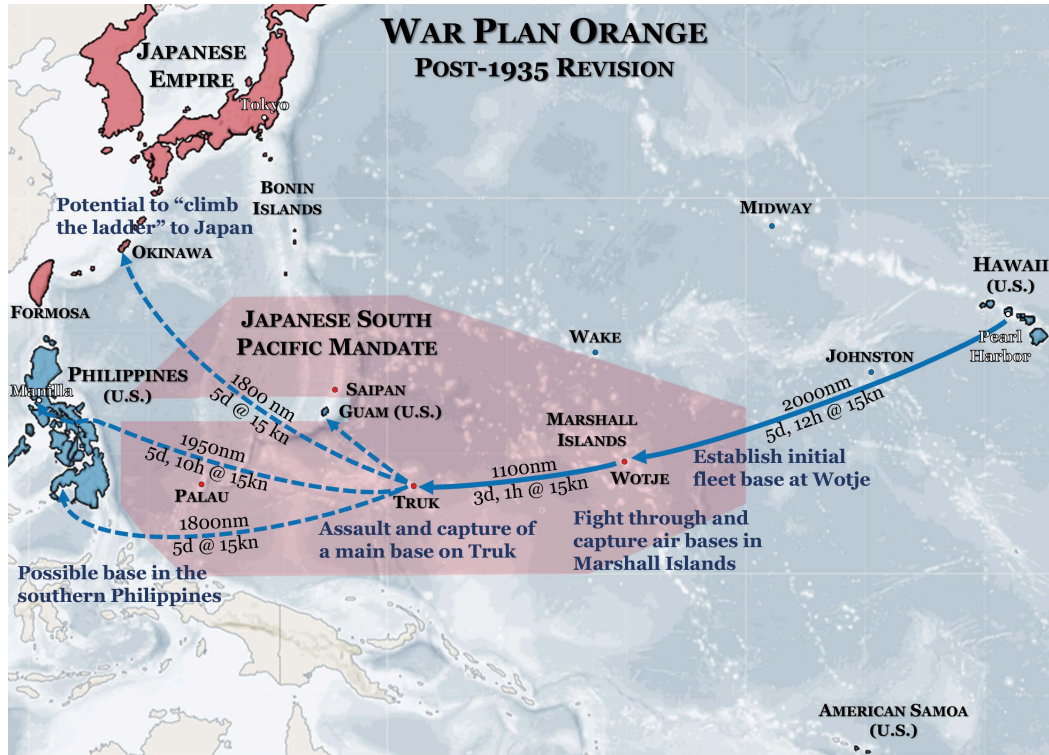 WAR PLAN ORANGE
POST-1935 REVISION
JAPANESE
EMPIRE
Tokyo
BONIN
ISLANDS
Potential to “climb
the ladder” to Japan
OKINAWA
MIDWAY
HAWAII
(U.S.)
Pearl
Harbor
FORMOSA
JAPANESE SOUTH
PACIFIC MANDATE
WAKE
JOHNSTON
PHILIPPINES
(U.S.)
Manilla
1800 nm
5d @ 15 kn
SAIPAN
GUAM (U.S.)
2000nm
5d, 12h @ 15kn
MARSHALL
ISLANDS
1950nm
5d, 10h @ 15kn
1100nm
3d, 1h @ 15kn
WOTJE
Establish initial
fleet base at Wotje
PALAU
TRUK
1800nm
5d @ 15kn
Assault and capture of
a main base on Truk
Fight through and
capture air bases in
Marshall Islands
Possible base in the
southern Philippines
AMERICAN SAMOA
(U.S.)